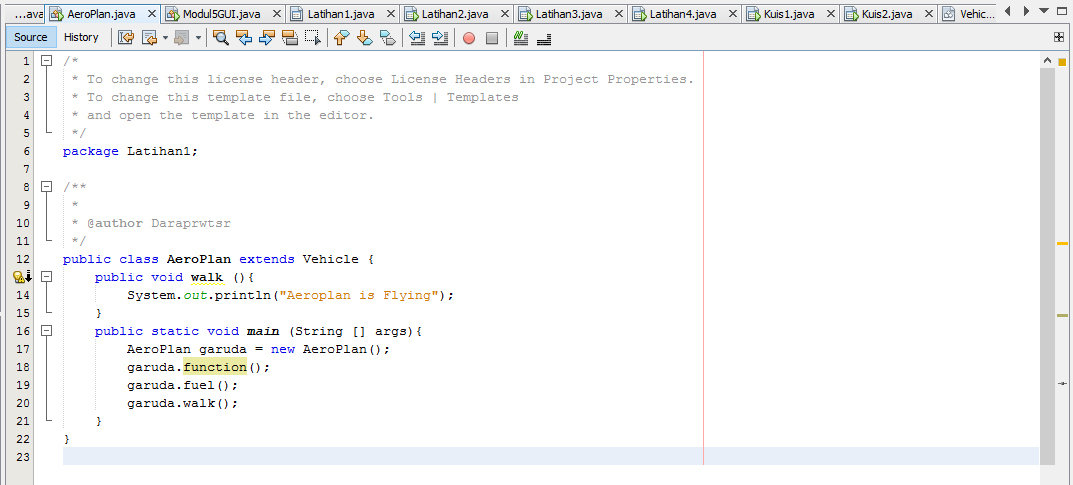 ...ava AeroPlan.java Modul5GUI.java Latihan1.java Latihan2.java Latihan3.java Latihan4.java Kuis1.java Kuis2.java Vehic...
Source History
1 /*
2 * To change this license header, choose License Headers in Project Properties.
3 * To change this template file, choose Tools | Templates
4 * and open the template in the editor.
5 */
6 package Latihan1;
7
8 /**
9 *
10 * @author Daraprwtsr
11 */
12 public class AeroPlan extends Vehicle {
public void walk (){
14 System.out.println("Aeroplan is Flying");
15 }
16 public static void main (String [] args){
17 AeroPlan garuda = new AeroPlan();
18 garuda.function();
19 garuda.fuel();
20 garuda.walk();
21 }
22 }
23